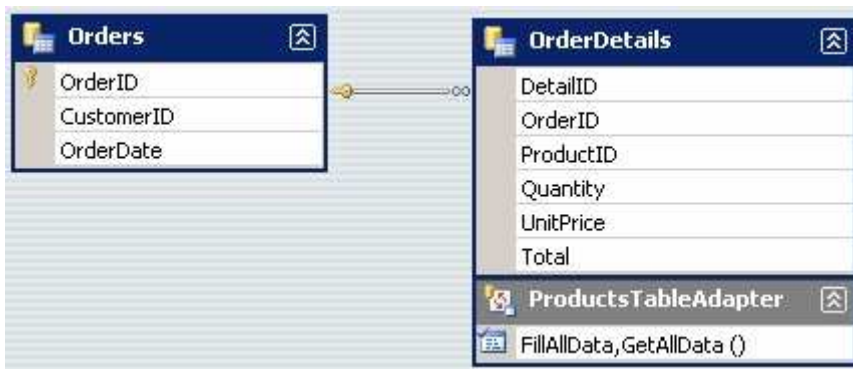 Orders
OrderID
CustomerID
OrderDate
OrderDetails
DetailID
OrderID
ProductID
Quantity
UnitPrice
Total
ProductsTableAdapter
FillAllData,GetAllData ()